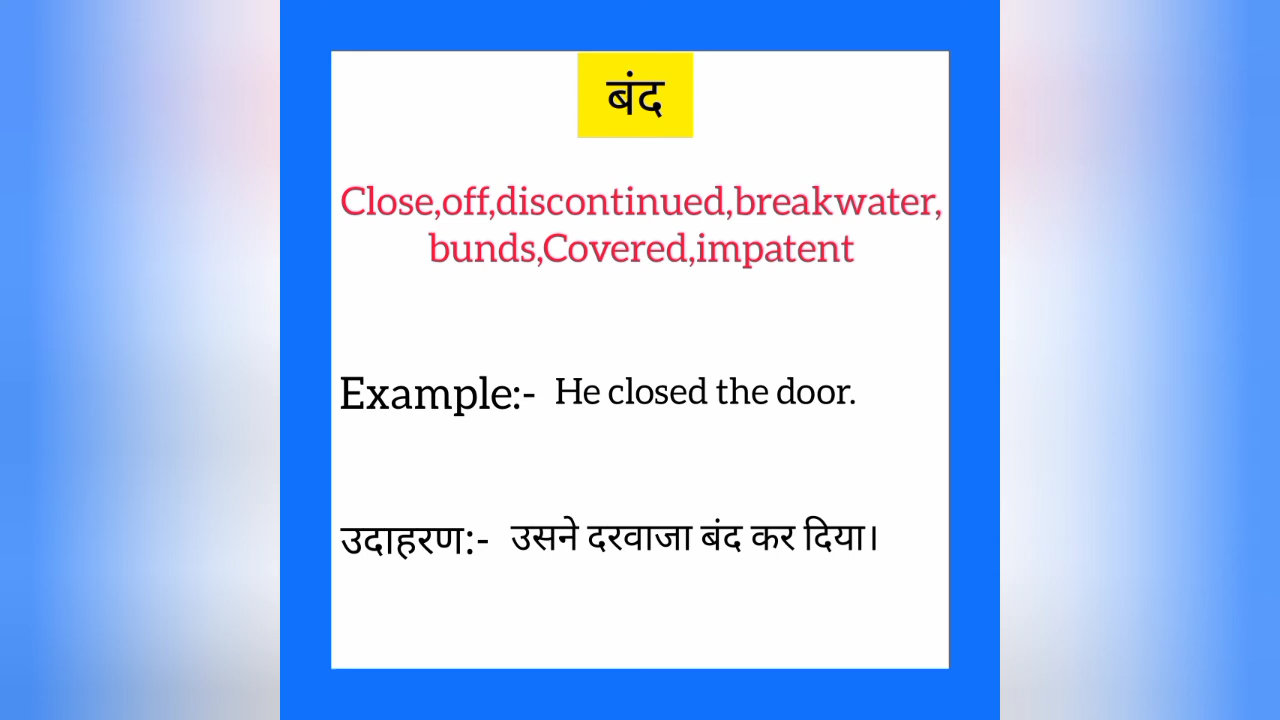 बंद
Close,off,discontinued,breakwater,
bunds,Covered,impatent
Example:- He closed the door.
उदाहरण:- उसने दरवाजा बंद कर दिया।